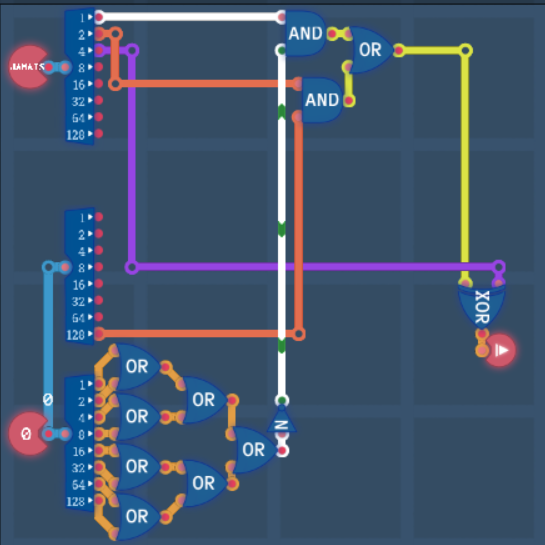 1 AND
2
4 OR
8
16
32 AND
64
128
1
2
4
8
16
32 XOR
64
128
OR
1
0 2 OR
4 OR
N
0 8
16 OR
32 OR
64 OR
128
OR